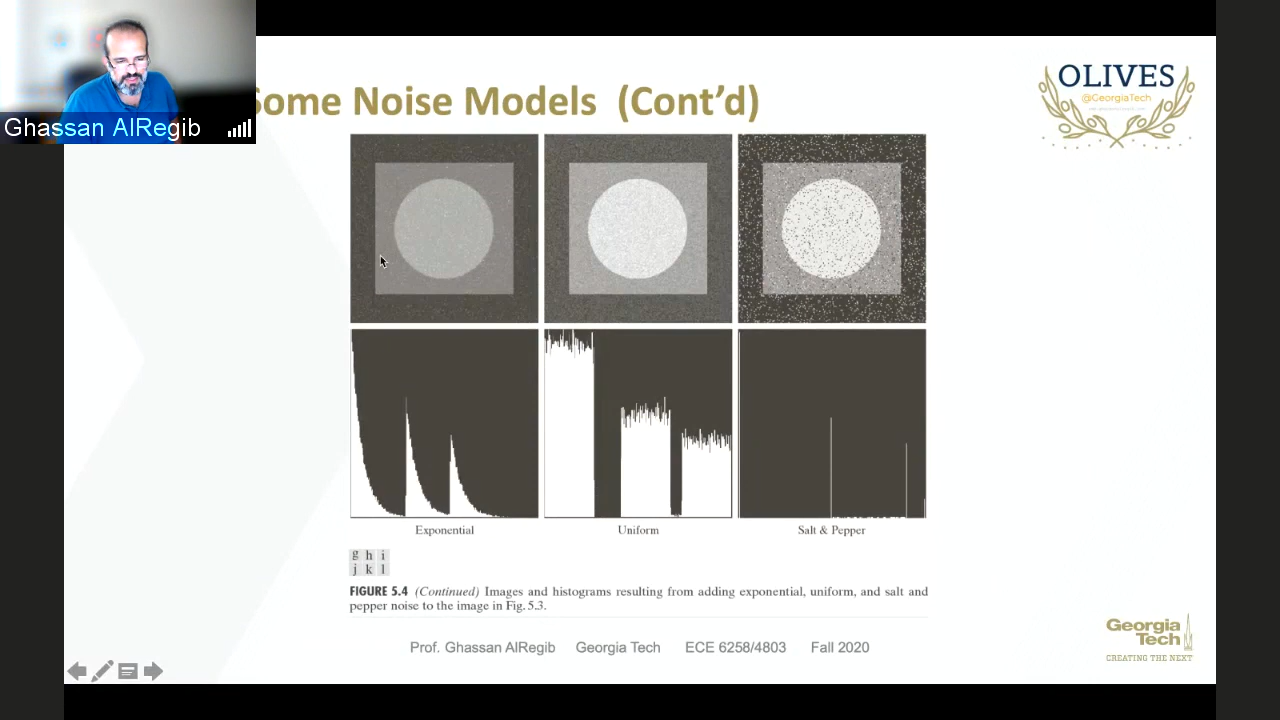 OLIVES
@GeorgiaTech
Some Noise Models (Cont’d)
Ghassan AlRegib
Exponential
Uniform
Salt & Pepper
g h i
j k l
FIGURE 5.4 (Continued) Images and histograms resulting from adding exponential, uniform, and salt and
pepper noise to the image in Fig. 5.3.
Prof. Ghassan AlRegib Georgia Tech ECE 6258/4803 Fall 2020
Georgia
Tech
CREATING THE NEXT